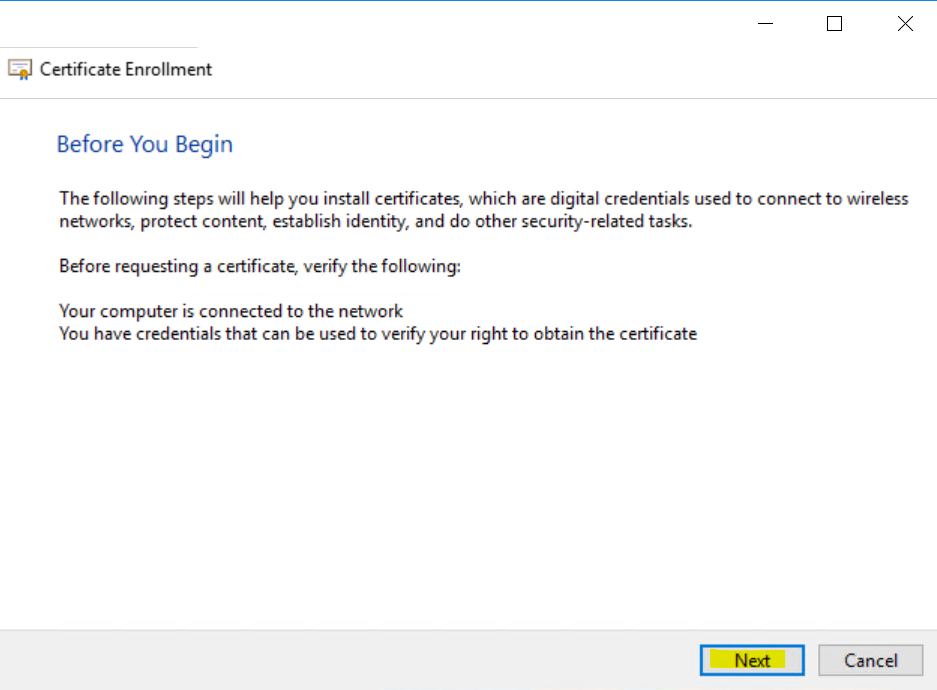 Certificate Enrollment
Before You Begin
The following steps will help you install certificates, which are digital credentials used to connect to wireless
networks, protect content, establish identity, and do other security-related tasks.
Before requesting a certificate, verify the following:
Your computer is connected to the network
You have credentials that can be used to verify your right to obtain the certificate
Next
Cancel